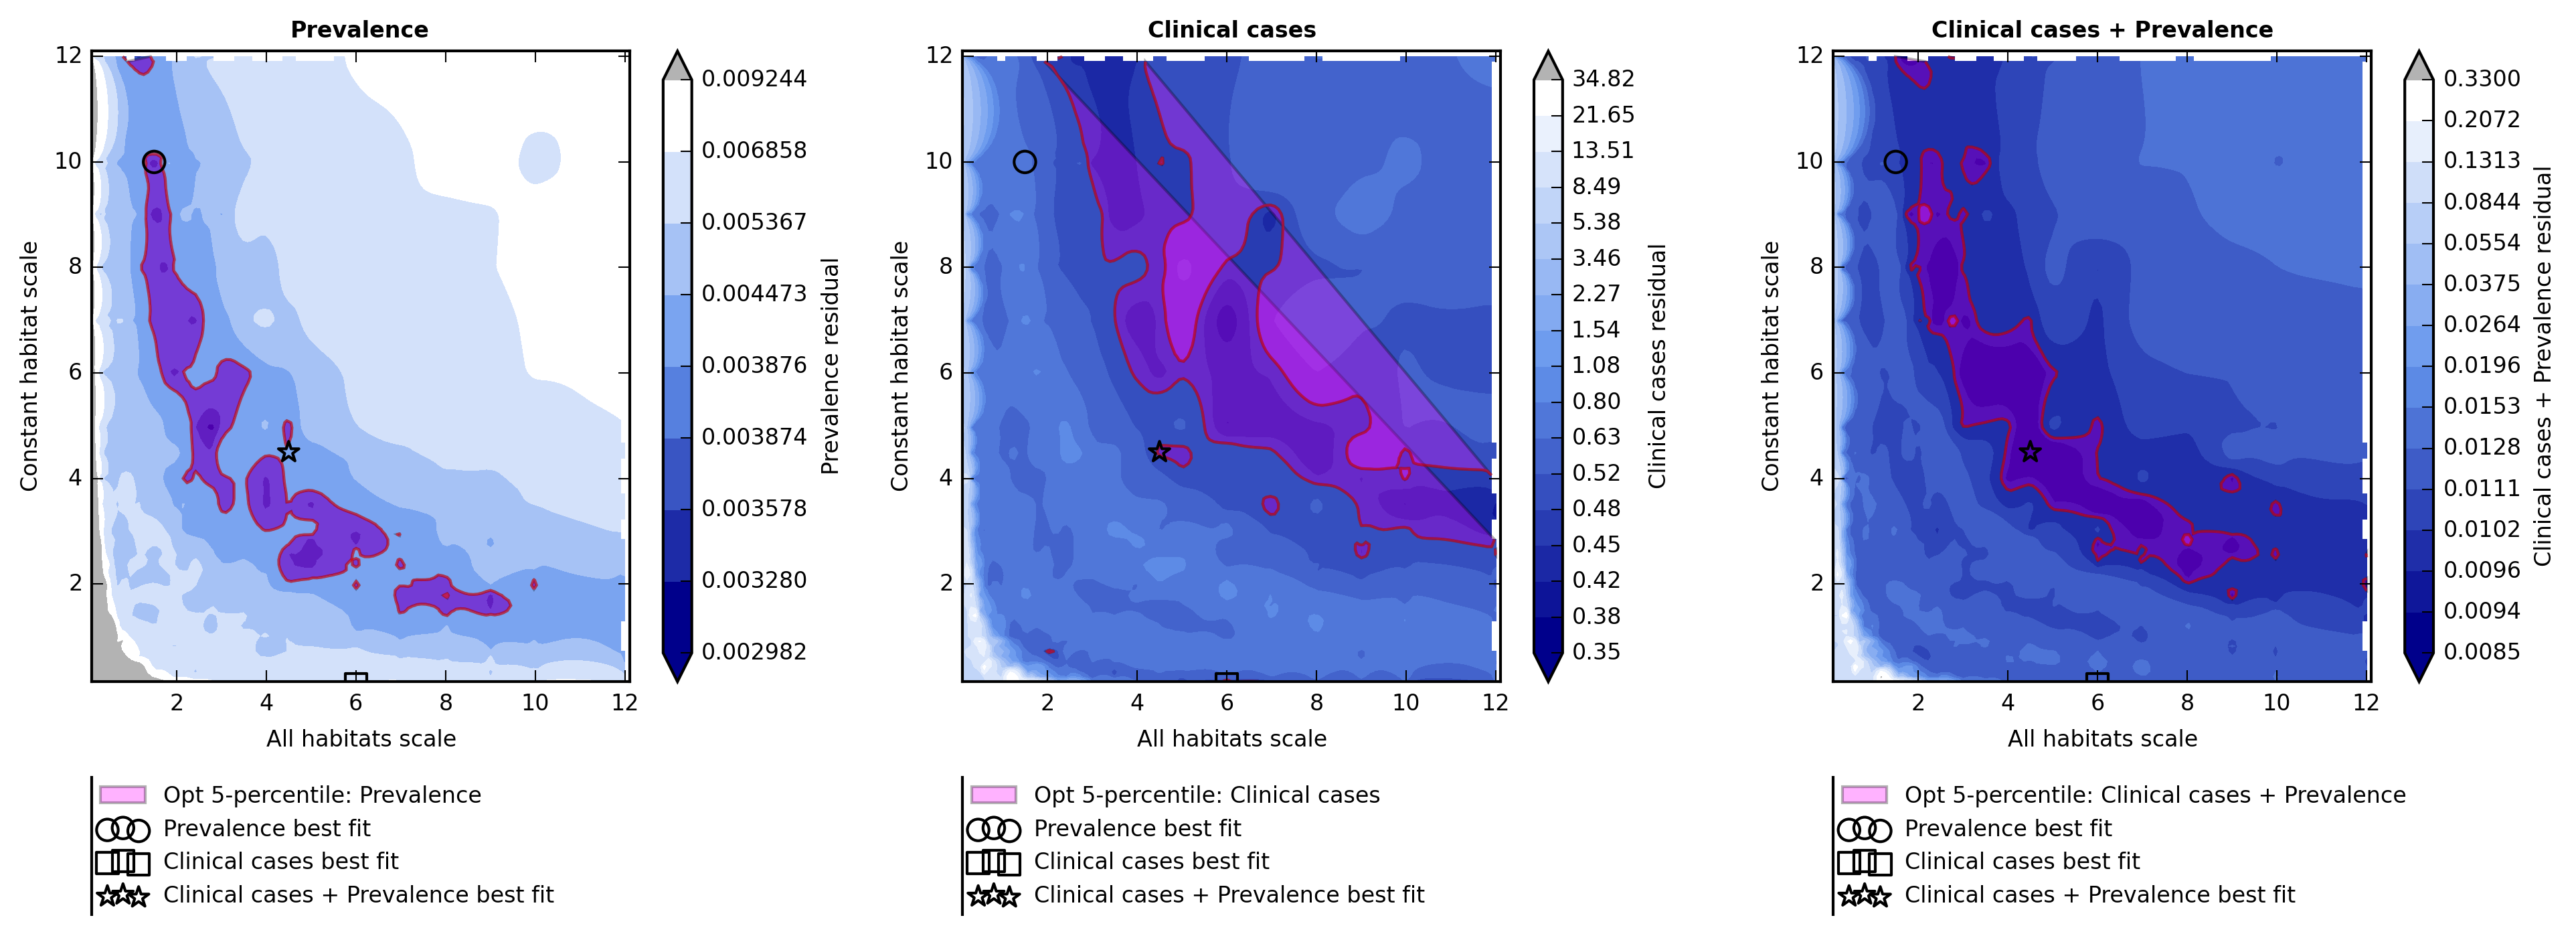 Prevalence
Constant habitat scale
12
10
8
6
4
2
2 4 6 8 10 12
All habitats scale
0.009244
0.006858
0.005367
0.004473
0.003876
0.003874
0.003578
0.003280
0.002982
Prevalence residual
Opt 5-percentile: Prevalence
Prevalence best fit
Clinical cases best fit
Clinical cases + Prevalence best fit
Clinical cases
Constant habitat scale
12
10
8
6
4
2
2 4 6 8 10 12
All habitats scale
34.82
21.65
13.51
8.49
5.38
3.46
2.27
1.54
1.08
0.80
0.63
0.52
0.48
0.45
0.42
0.38
0.35
Clinical cases residual
Opt 5-percentile: Clinical cases
Prevalence best fit
Clinical cases best fit
Clinical cases + Prevalence best fit
Clinical cases + Prevalence
Constant habitat scale
12
10
8
6
4
2
2 4 6 8 10 12
All habitats scale
0.3300
0.2072
0.1313
0.0844
0.0554
0.0375
0.0264
0.0196
0.0153
0.0128
0.0111
0.0102
0.0096
0.0094
0.0085
Clinical cases + Prevalence residual
Opt 5-percentile: Clinical cases + Prevalence
Prevalence best fit
Clinical cases best fit
Clinical cases + Prevalence best fit